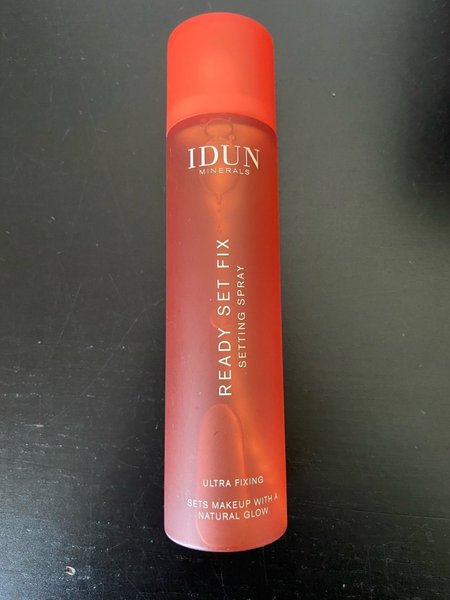 IDUN
MINERALS
READY SET FIX
SETTING SPRAY
ULTRA FIXING
SETS MAKEUP WITH A
NATURAL GLOW